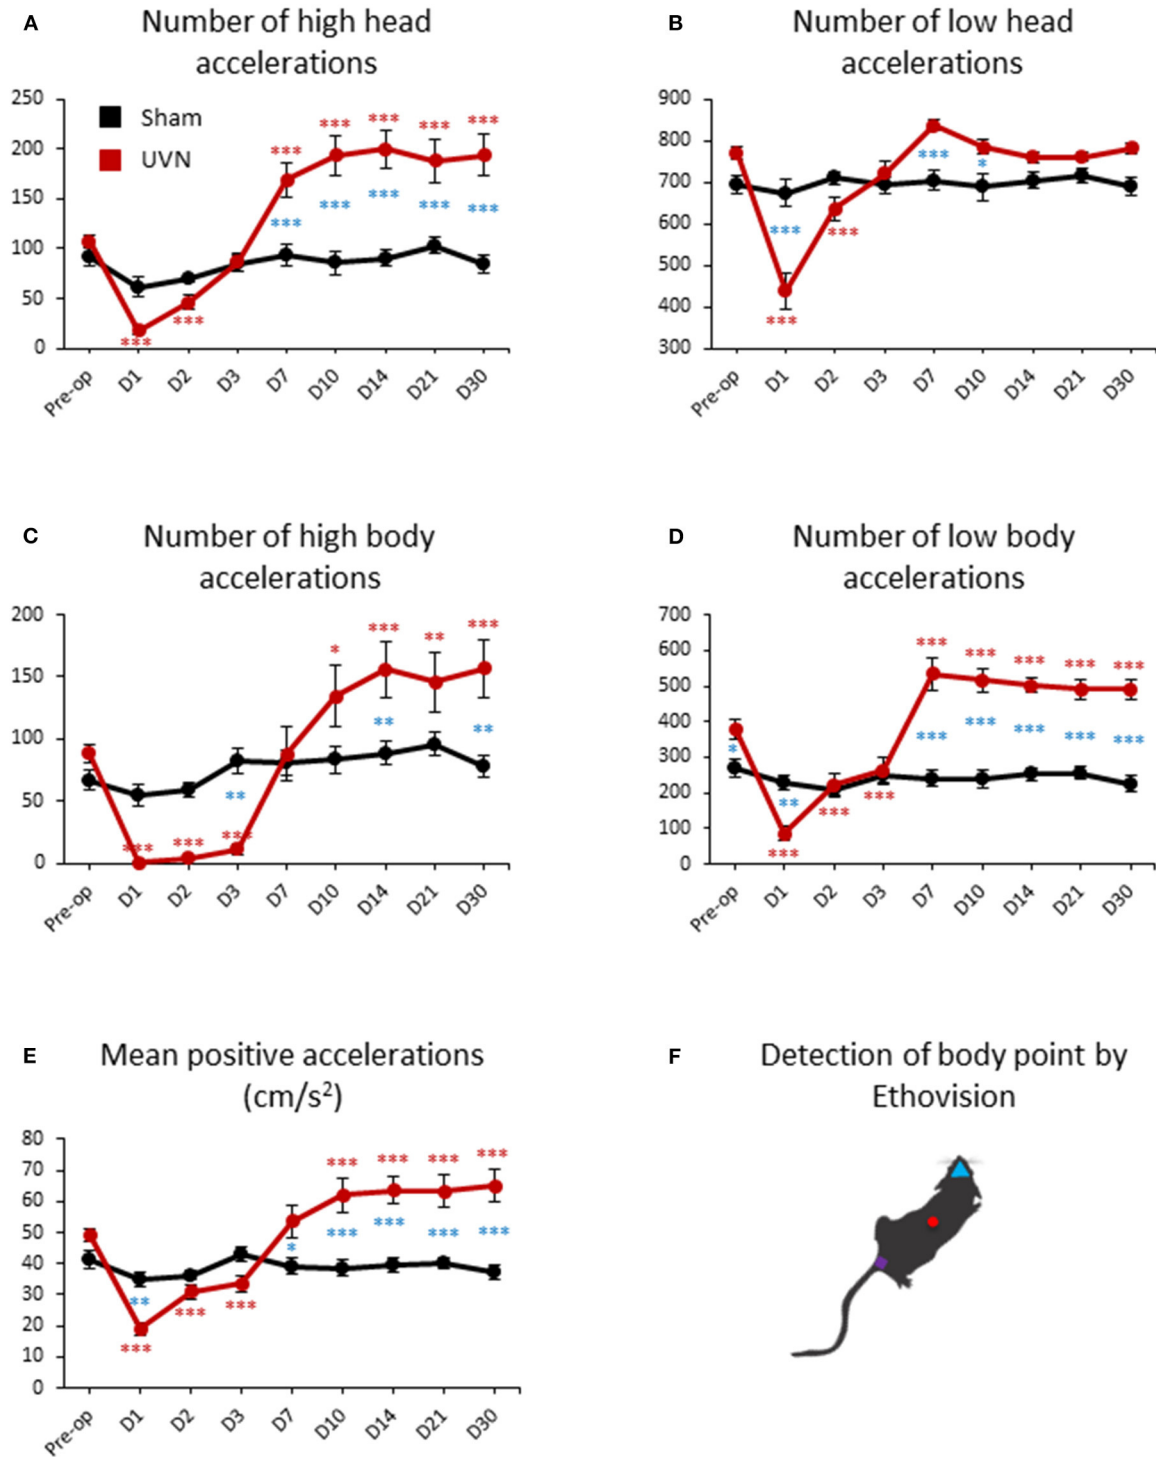 A
Number of high head
accelerations
250
200
150
100
50
0
Sham
UVN
***
***
***
***
***
***
***
***
***
***
***
***
Pre-op
D1
D2
D3
D7
D10
D14
D21
D30
B
Number of low head
accelerations
900
800
700
600
500
400
300
***
***
***
***
*
Pre-op
D1
D2
D3
D7
D10
D14
D21
D30
C
Number of high body
accelerations
200
150
100
50
0
***
***
***
**
*
***
**
**
***
**
Pre-op
D1
D2
D3
D7
D10
D14
D21
D30
D
Number of low body
accelerations
700
600
500
400
300
200
100
0
*
**
***
***
***
***
***
***
***
***
***
***
***
***
***
Pre-op
D1
D2
D3
D7
D10
D14
D21
D30
E
Mean positive accelerations
(cm/s²)
80
70
60
50
40
30
20
10
0
**
***
***
***
*
***
***
***
***
***
***
***
***
Pre-op
D1
D2
D3
D7
D10
D14
D21
D30
F
Detection of body point by
Ethovision